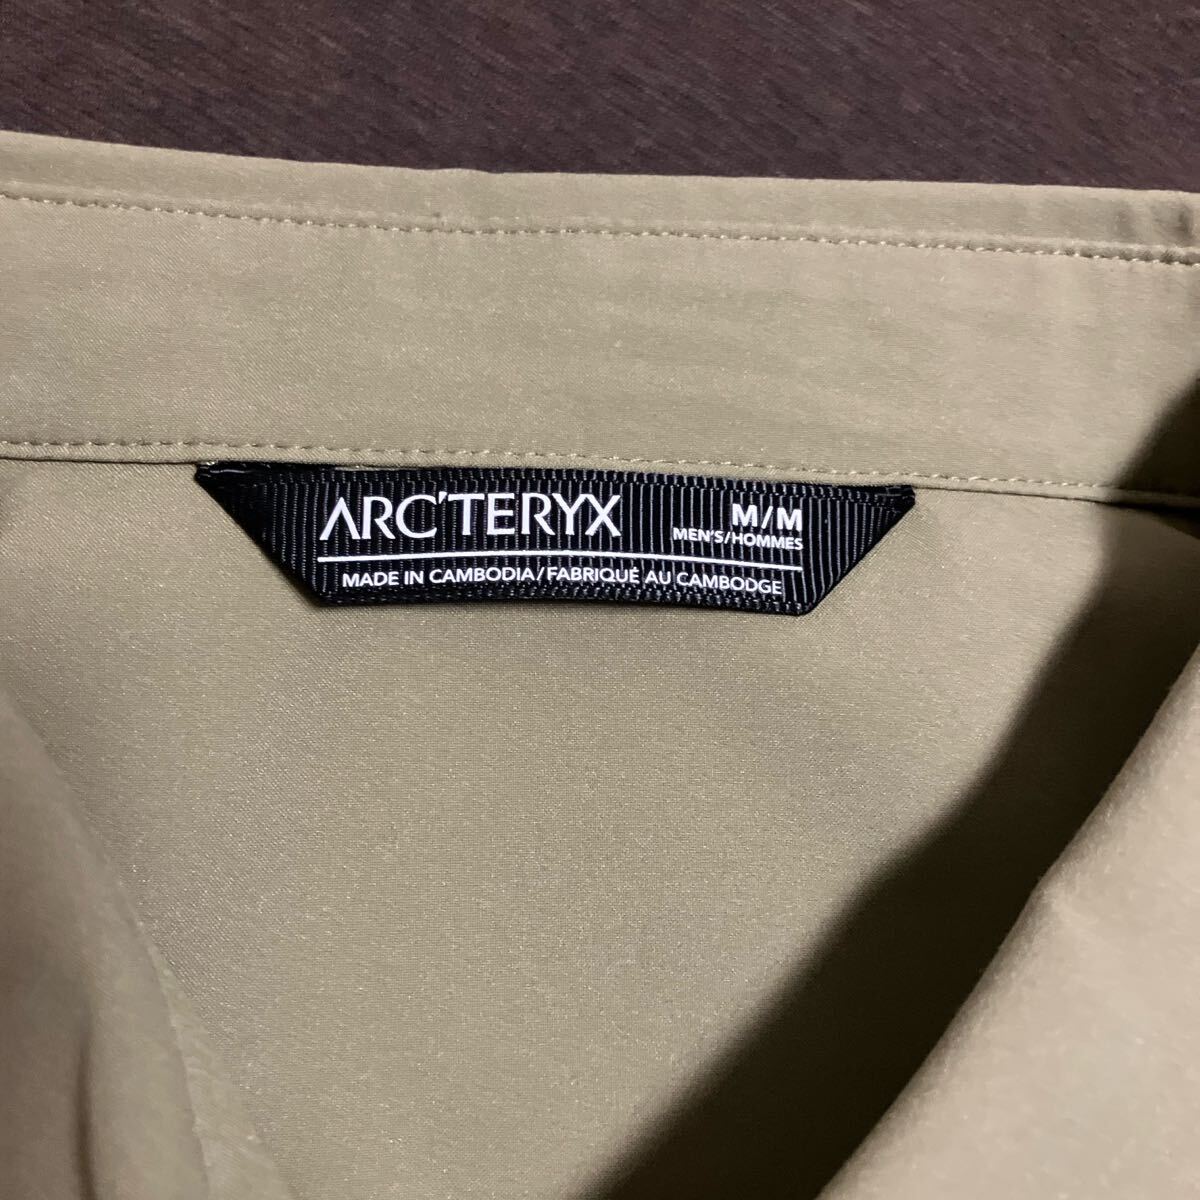 ARC'TERYX
M/M
MEN'S/HOMMES
MADE IN CAMBODIA/FABRIQUÉ AU CAMBODGE